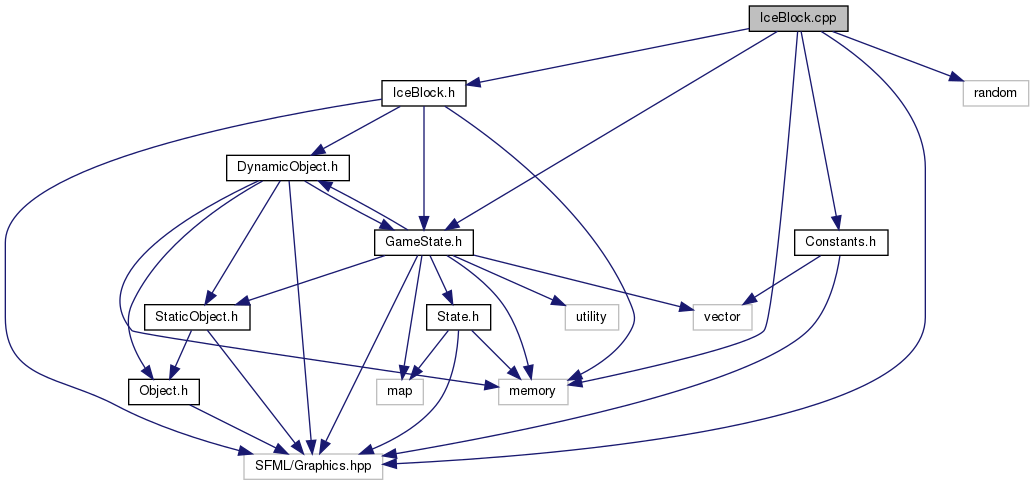 IceBlock.cpp
IceBlock.h
random
DynamicObject.h
GameState.h
Constants.h
StaticObject.h
State.h
utility
vector
Object.h
map
memory
SFML/Graphics.hpp